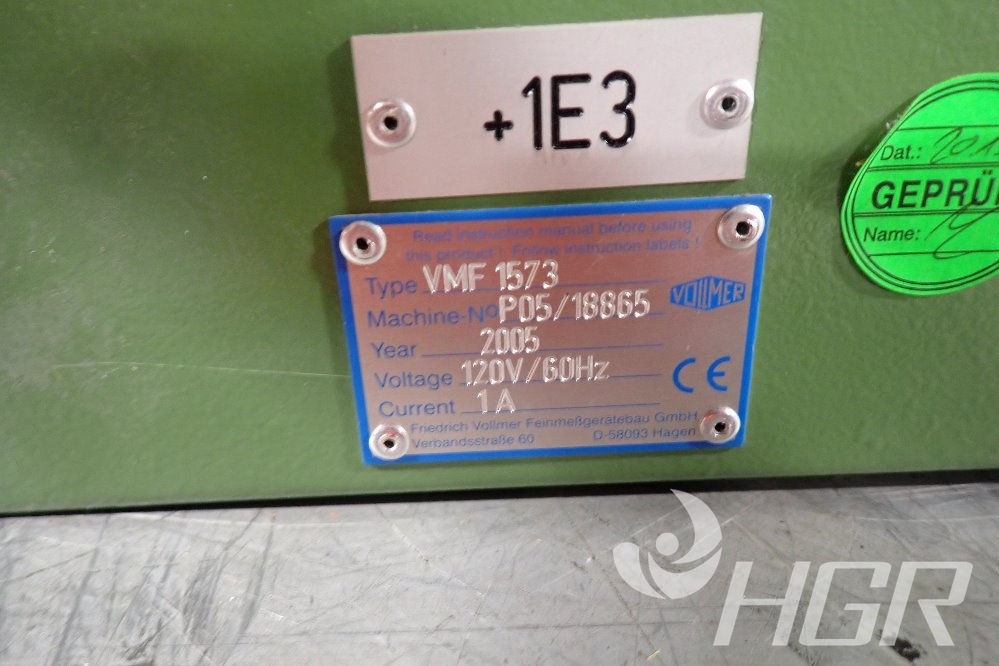 +1E3
Read instruction manual before using
this product ! Follow instruction labels !
Type VMF 1573
VOLLMER
Machine-No P05/18865
Year 2005
Voltage 120V/60Hz
CE
Current 1A
Friedrich Vollmer Feinmeßgerätebau GmbH
Verbandsstraße 60 D-58093 Hagen
Dat.:
GEPRÜ
Name:
HGR